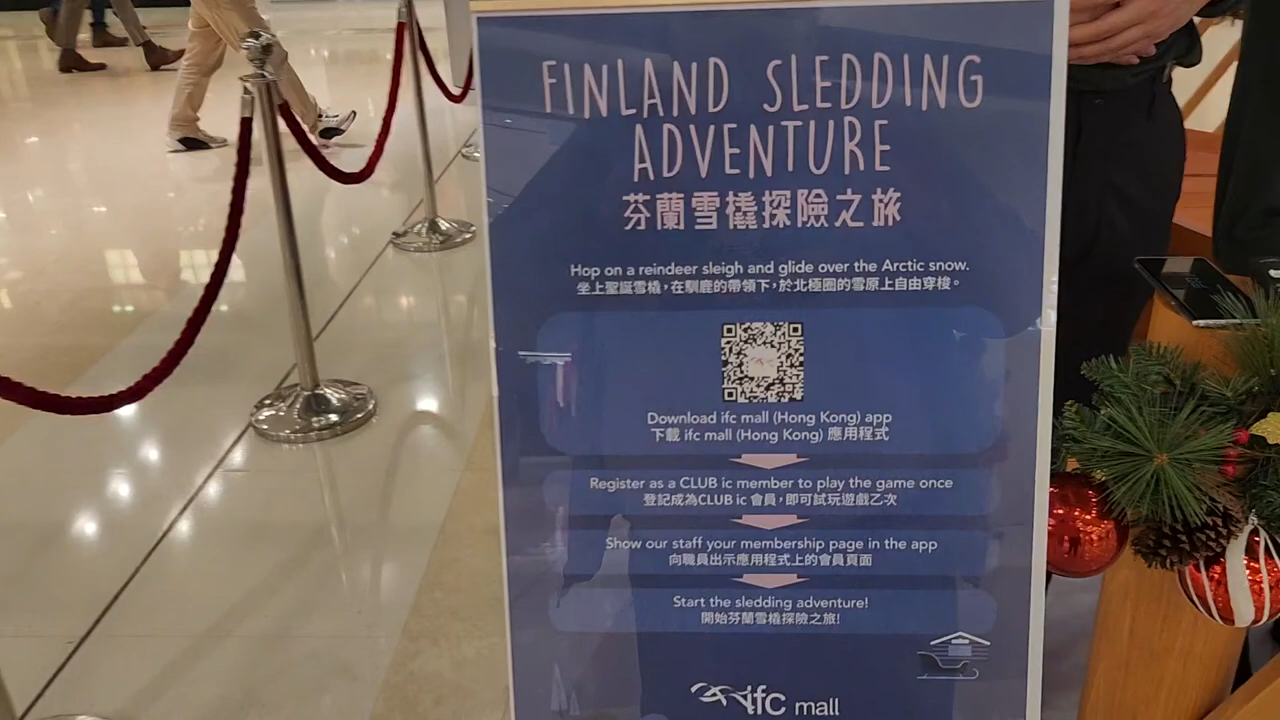 FINLAND SLEDDING
ADVENTURE
芬蘭雪橇探險之旅
Hop on a reindeer sleigh and glide over the Arctic snow.
坐上聖誕雪橇，在馴鹿的帶領下，於北極圈的雪原上自由穿梭。
Download ifc mall (Hong Kong) app
下載 ifc mall (Hong Kong) 應用程式
Register as a CLUB ic member to play the game once
登記成為CLUB ic 會員，即可試玩遊戲乙次
Show our staff your membership page in the app
向職員出示應用程式上的會員頁面
Start the sledding adventure!
開始芬蘭雪橇探險之旅!
ifc mall